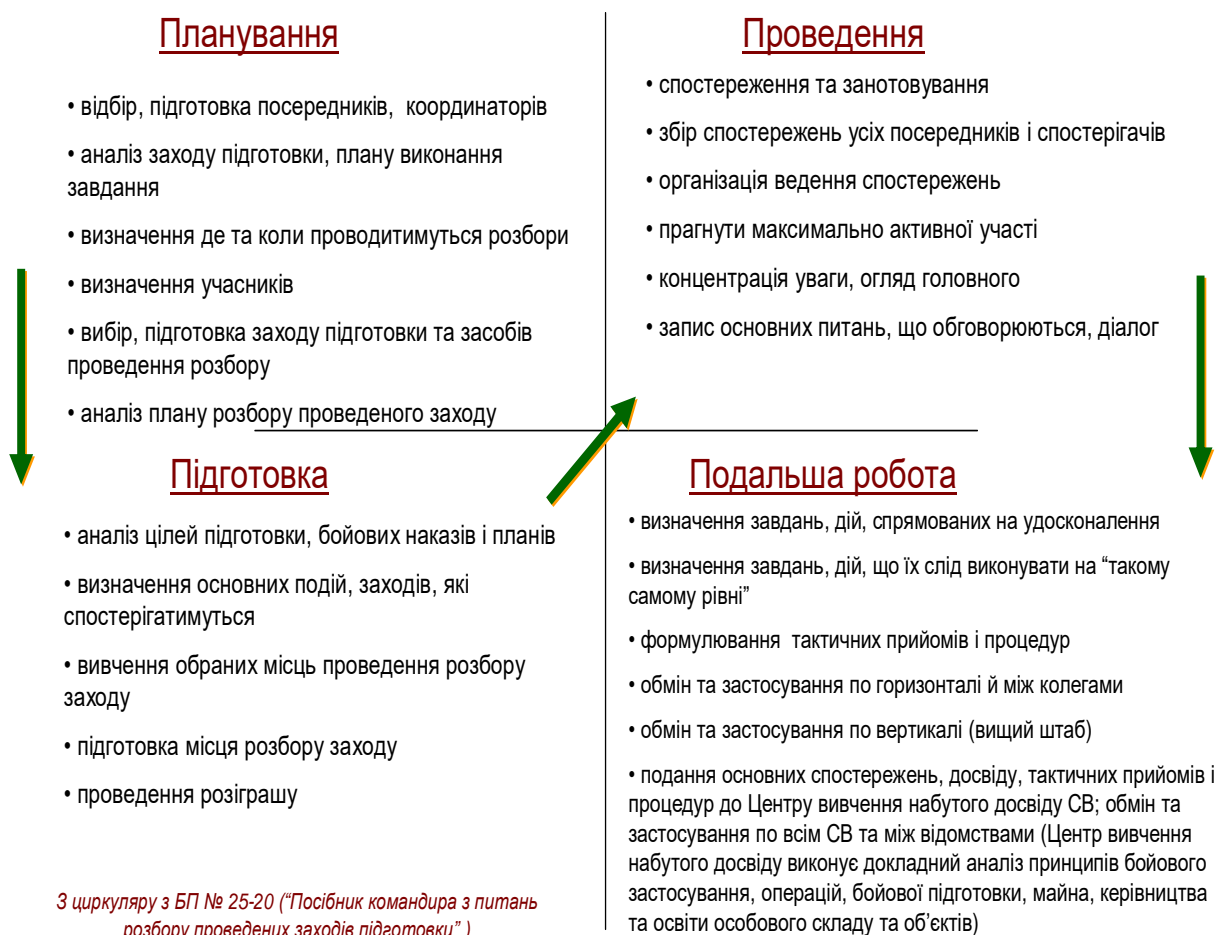 Планування
• відбір, підготовка посередників, координаторів
• аналіз заходу підготовки, плану виконання
завдання
• визначення де та коли проводитимуться розбори
• визначення учасників
• вибір, підготовка заходу підготовки та засобів
проведення розбору
• аналіз плану розбору проведеного заходу
Підготовка
• аналіз цілей підготовки, бойових наказів і планів
• визначення основних подій, заходів, які
спостерігатимуться
• вивчення обраних місць проведення розбору
заходу
• підготовка місця розбору заходу
• проведення розіграшу
З циркуляру з БП № 25-20 (“Посібник командира з питань
розбору проведених заходів підготовки” )
Проведення
• спостереження та занотовування
• збір спостережень усіх посередників і спостерігачів
• організація ведення спостережень
• прагнути максимально активної участі
• концентрація уваги, огляд головного
• запис основних питань, що обговорюються, діалог
Подальша робота
• визначення завдань, дій, спрямованих на удосконалення
• визначення завдань, дій, що їх слід виконувати на “такому
самому рівні”
• формулювання тактичних прийомів і процедур
• обмін та застосування по горизонталі й між колегами
• обмін та застосування по вертикалі (вищий штаб)
• подання основних спостережень, досвіду, тактичних прийомів і
процедур до Центру вивчення набутого досвіду СВ; обмін та
застосування по всім СВ та між відомствами (Центр вивчення
набутого досвіду виконує докладний аналіз принципів бойового
застосування, операцій, бойової підготовки, майна, керівництва
та освіти особового складу та об’єктів)